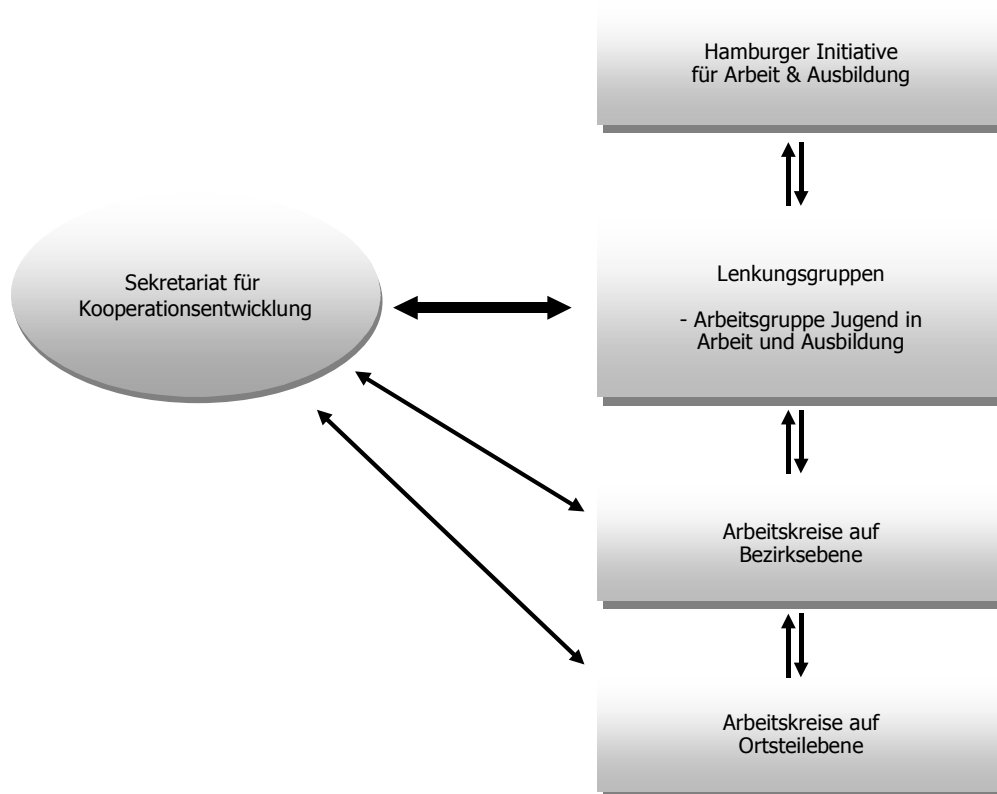 Hamburger Initiative
für Arbeit & Ausbildung
Sekretariat für
Kooperationsentwicklung
Lenkungsgruppen
- Arbeitsgruppe Jugend in
Arbeit und Ausbildung
Arbeitskreise auf
Bezirksebene
Arbeitskreise auf
Ortsteilebene